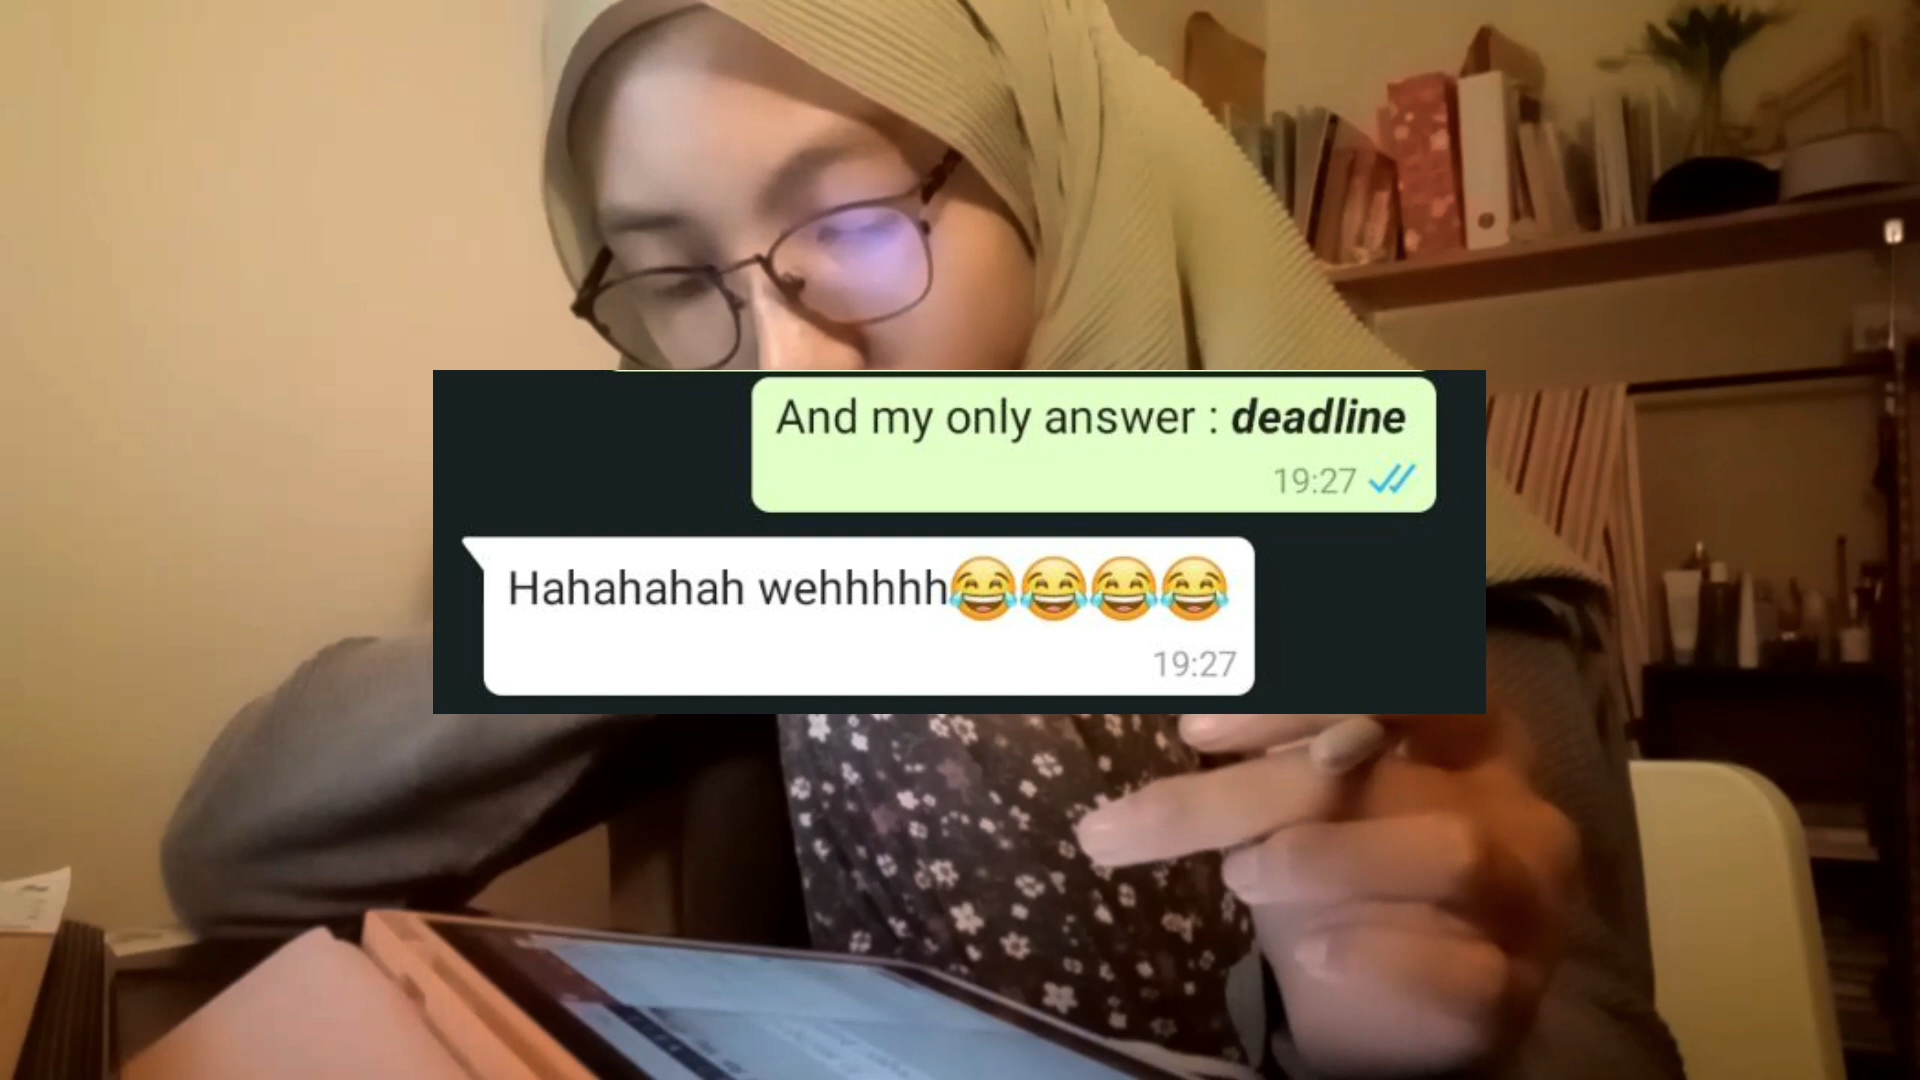 And my only answer : deadline
19:27
Hahahahah wehhhhh😂😂😂😂
19:27